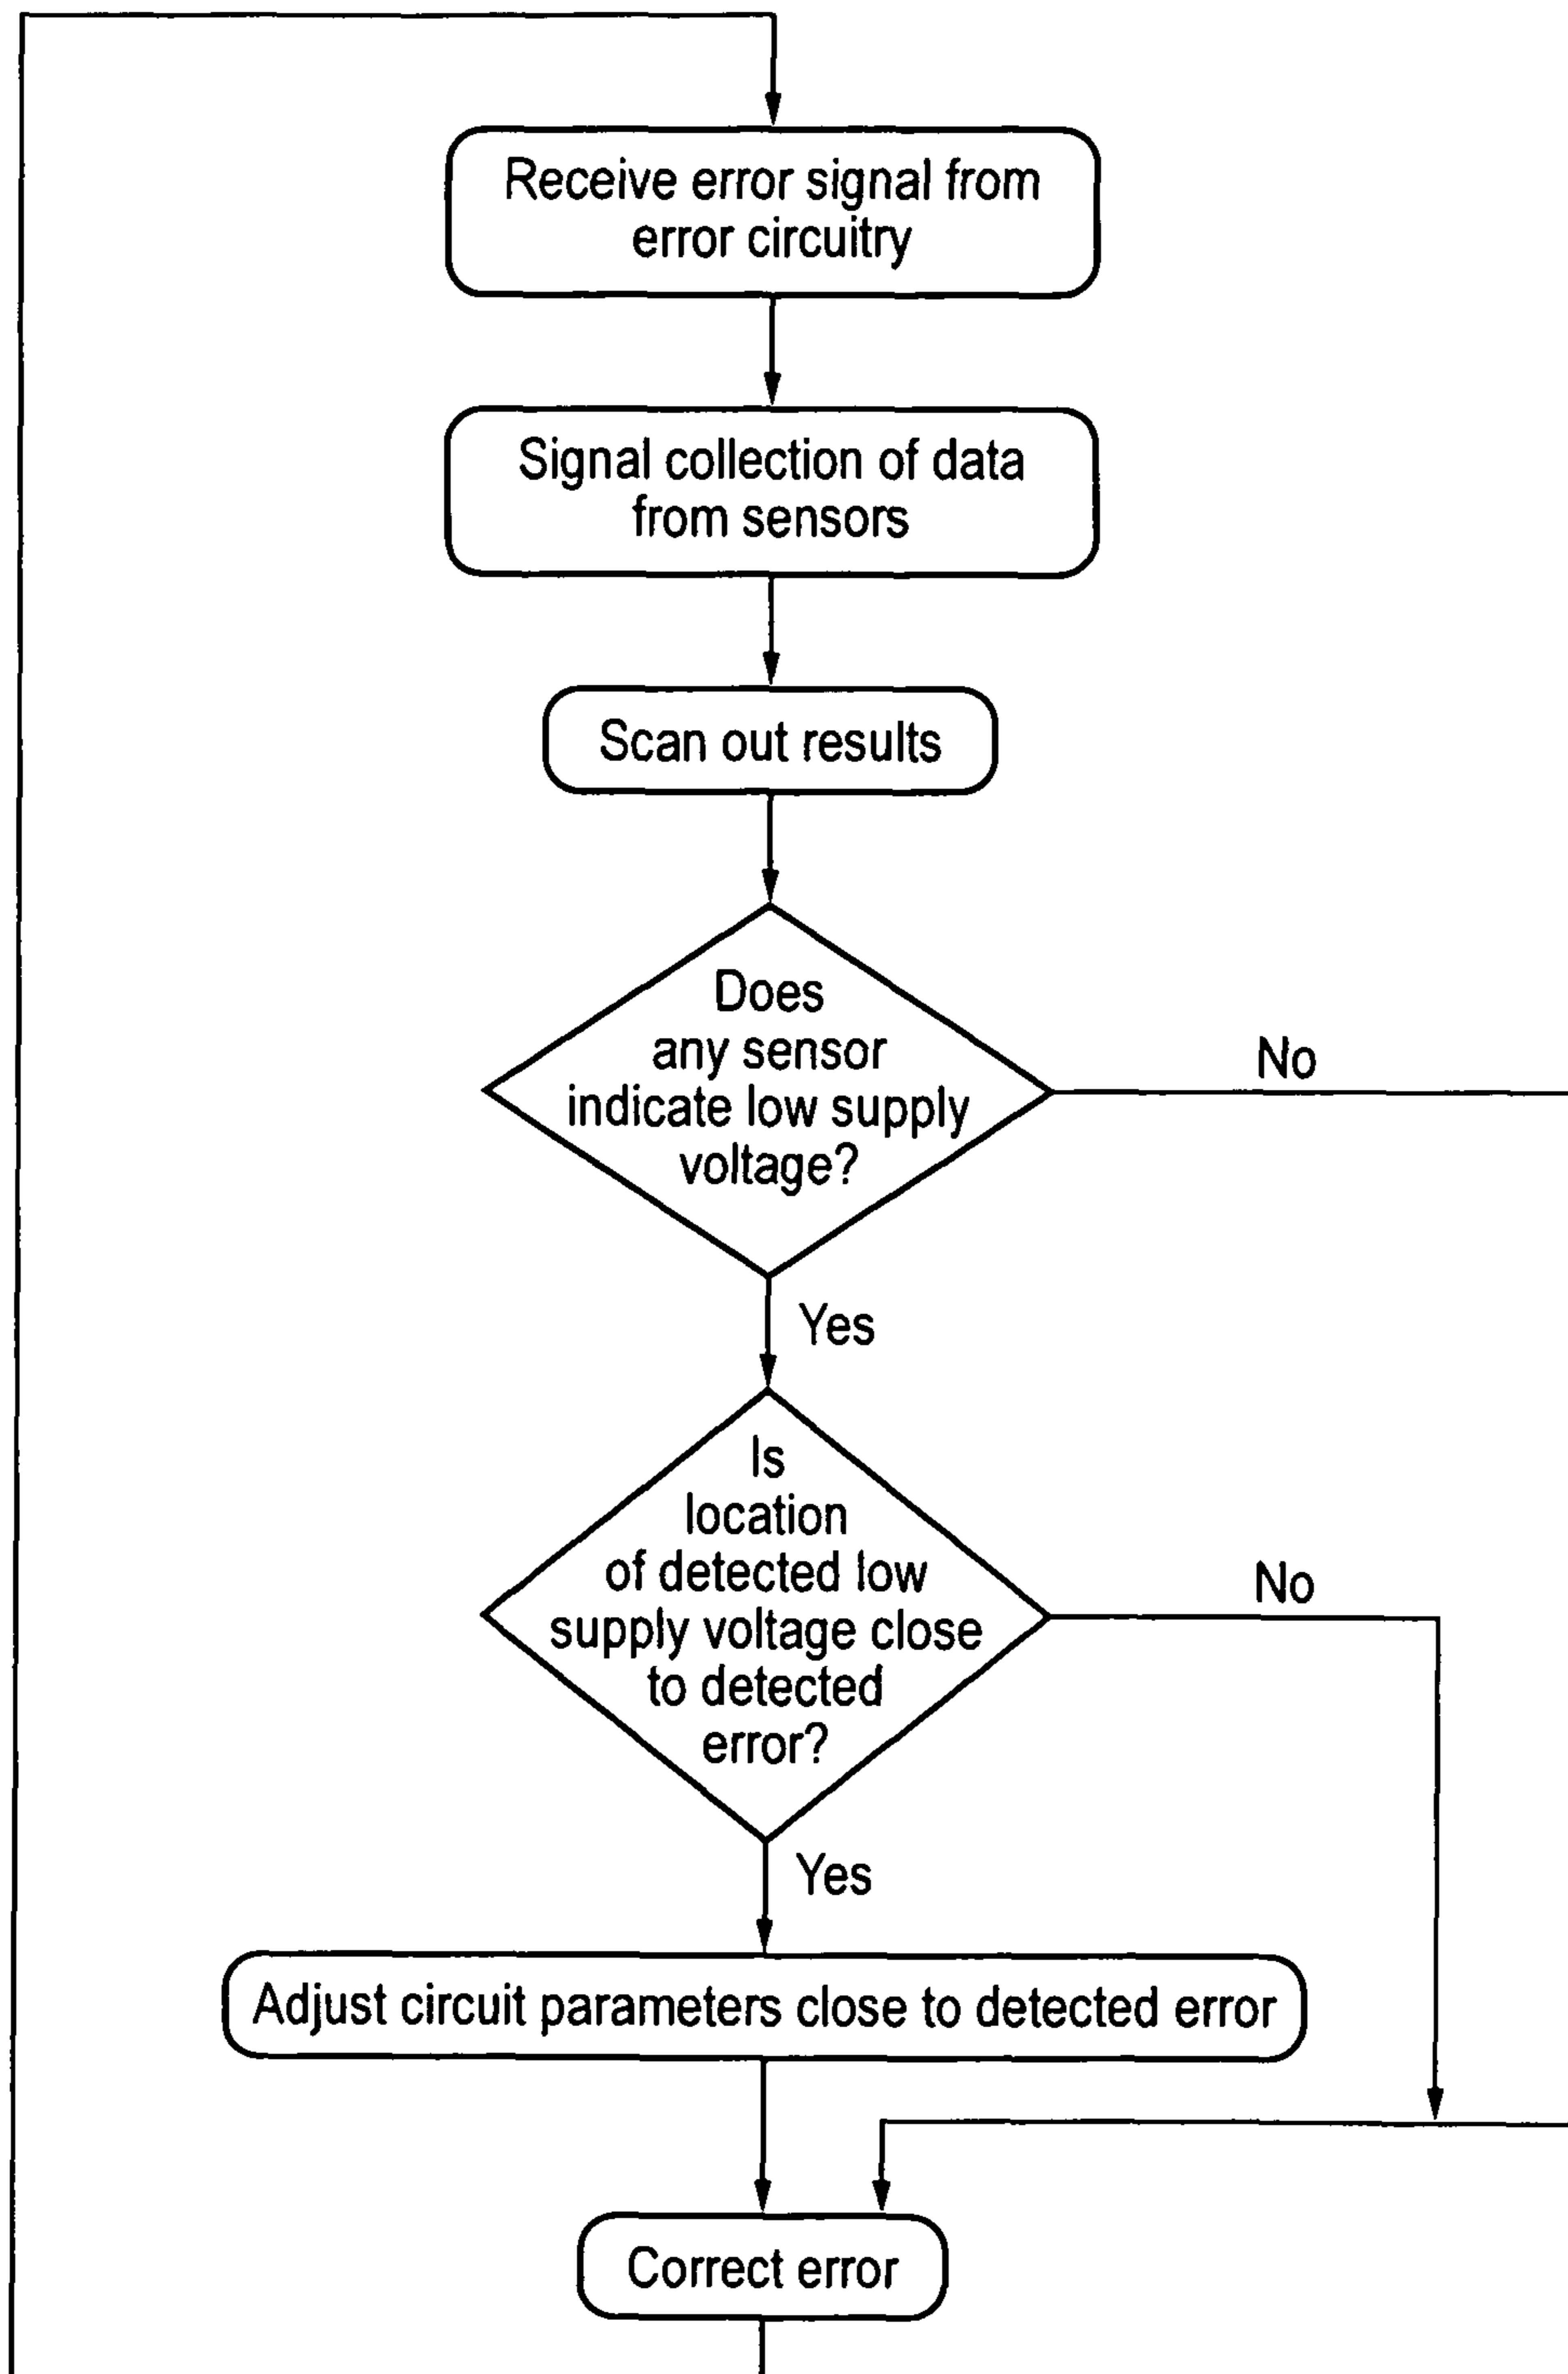 Receive error signal from
error circuitry
Signal collection of data
from sensors
Scan out results
Does
any sensor
indicate low supply
voltage?
No
Yes
Is
location
of detected low
supply voltage close
to detected
error?
No
Yes
Adjust circuit parameters close to detected error
Correct error